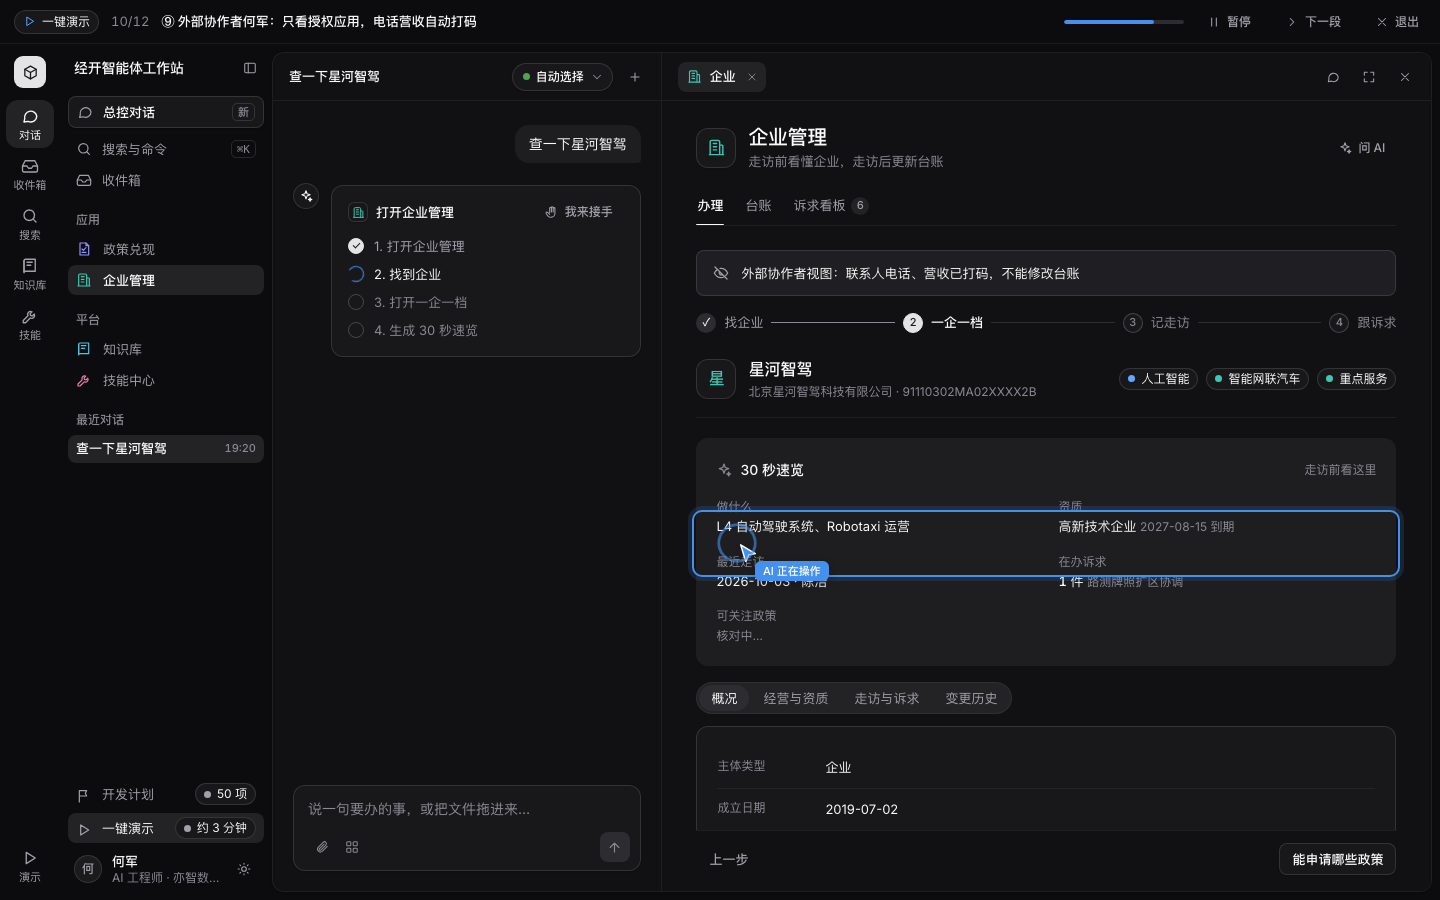 一键演示
10/12
⑨ 外部协作者何军：只看授权应用，电话营收自动打码
暂停
下一段
退出
对话
收件箱
搜索
知识库
技能
演示
经开智能体工作站
总控对话
新
搜索与命令
⌘K
收件箱
应用
政策兑现
企业管理
平台
知识库
技能中心
最近对话
查一下星河智驾
19:20
开发计划
50 项
一键演示
约 3 分钟
何
何军
AI 工程师 · 亦智数...
查一下星河智驾
自动选择
查一下星河智驾
打开企业管理
我来接手
1. 打开企业管理
2. 找到企业
3. 打开一企一档
4. 生成 30 秒速览
说一句要办的事，或把文件拖进来...
企业
企业管理
走访前看懂企业，走访后更新台账
问 AI
办理
台账
诉求看板
6
外部协作者视图：联系人电话、营收已打码，不能修改台账
找企业
2
一企一档
3
记走访
4
跟诉求
星
星河智驾
北京星河智驾科技有限公司 · 91110302MA02XXXX2B
人工智能
智能网联汽车
重点服务
30 秒速览
走访前看这里
做什么
资质
L4 自动驾驶系统、Robotaxi 运营
高新技术企业 2027-08-15 到期
最近走访
在办诉求
AI 正在操作
2026-10-03 · 陈洁
1 件 路测牌照扩区协调
可关注政策
核对中...
概况
经营与资质
走访与诉求
变更历史
主体类型
企业
成立日期
2019-07-02
上一步
能申请哪些政策